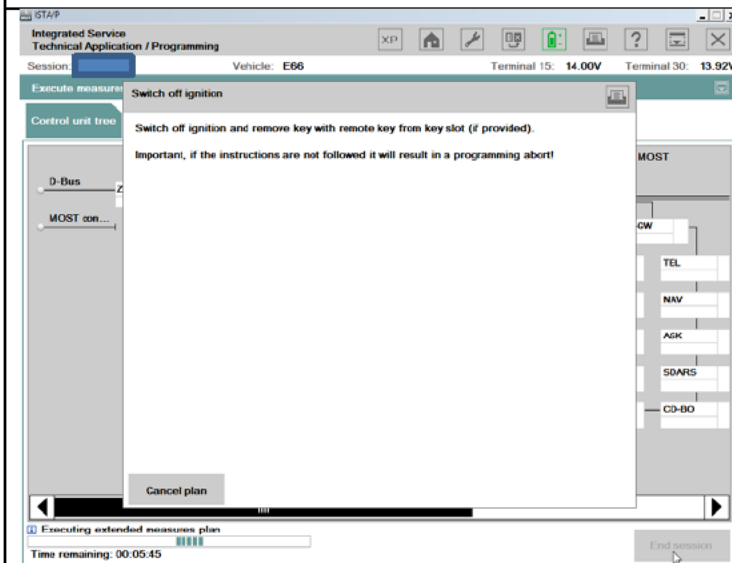 ISTA/P
Integrated Service
Technical Application / Programming
XP
?
Session:
Vehicle: E66
Terminal 15: 14.00V
Terminal 30: 13.92V
Switch off ignition
Control unit tree
Switch off ignition and remove key with remote key from key slot (if provided).
Important, if the instructions are not followed it will result in a programming abort!
MOST
D-Bus
MOST con...
TEL
NAV
ASK
SDARS
CD-BO
Cancel plan
Executing extended measures plan
Time remaining: 00:05:45
End session